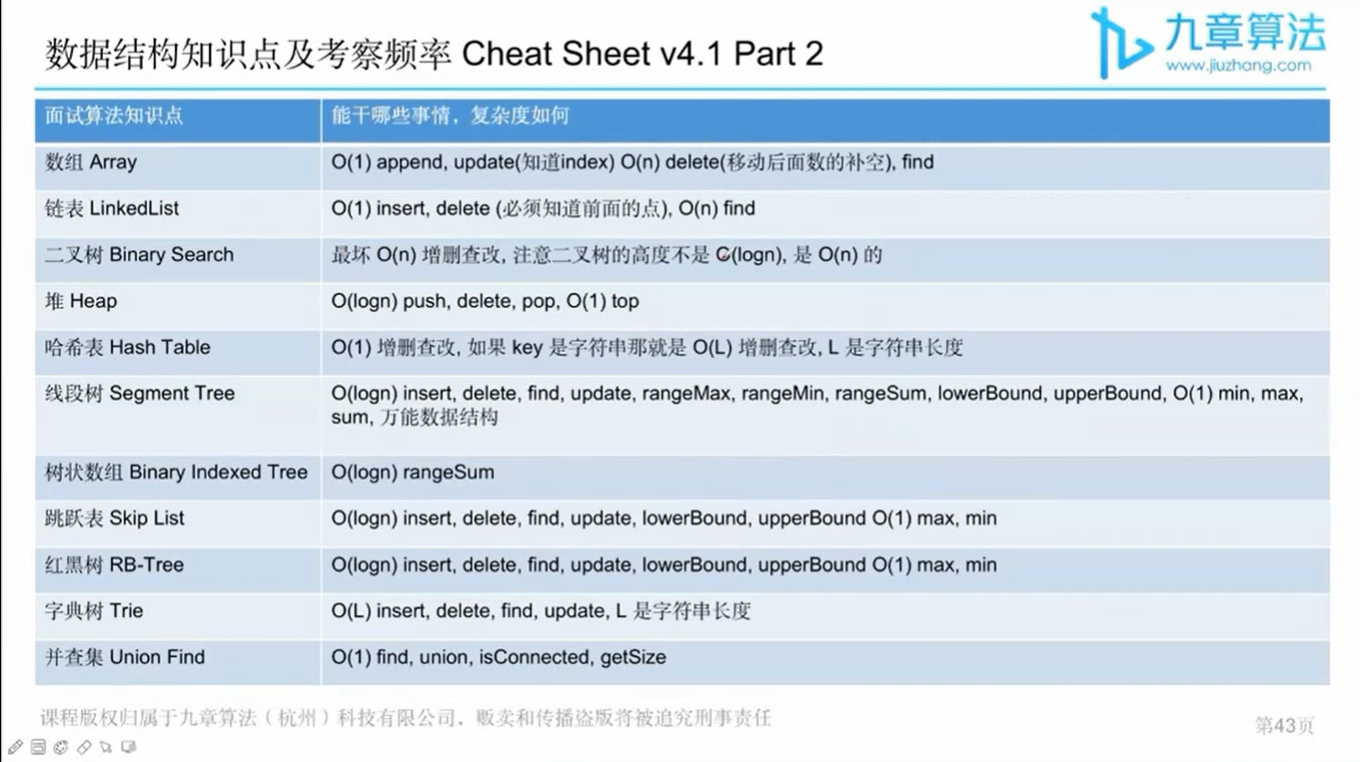 数据结构知识点及考察频率 Cheat Sheet v4.1 Part 2
九章算法
www.jiuzhang.com
面试算法知识点 能干哪些事情，复杂度如何
数组 Array O(1) append, update(知道index) O(n) delete(移动后面数的补空), find
链表 LinkedList O(1) insert, delete (必须知道前面的点), O(n) find
二叉树 Binary Search 最坏 O(n) 增删查改, 注意二叉树的高度不是 O(logn), 是 O(n) 的
堆 Heap O(logn) push, delete, pop, O(1) top
哈希表 Hash Table O(1) 增删查改, 如果 key 是字符串那就是 O(L) 增删查改, L 是字符串长度
线段树 Segment Tree O(logn) insert, delete, find, update, rangeMax, rangeMin, rangeSum, lowerBound, upperBound, O(1) min, max,
sum, 万能数据结构
树状数组 Binary Indexed Tree O(logn) rangeSum
跳跃表 Skip List O(logn) insert, delete, find, update, lowerBound, upperBound O(1) max, min
红黑树 RB-Tree O(logn) insert, delete, find, update, lowerBound, upperBound O(1) max, min
字典树 Trie O(L) insert, delete, find, update, L 是字符串长度
并查集 Union Find O(1) find, union, isConnected, getSize
课程版权归属于九章算法（杭州）科技有限公司、贩卖和传播盗版将被追究刑事责任
第43页